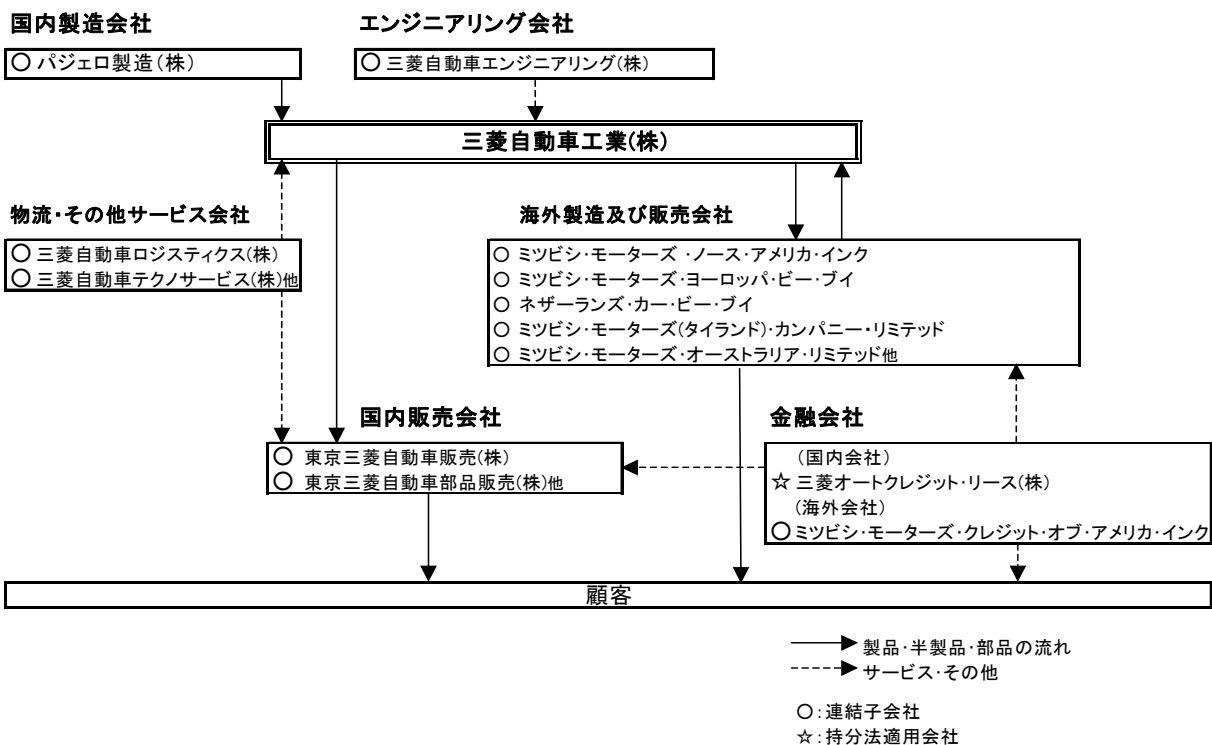 国内製造会社
エンジニアリング会社
○ パジェロ製造(株)
○ 三菱自動車エンジニアリング(株)
三菱自動車工業(株)
物流・その他サービス会社
○ 三菱自動車ロジスティクス(株)
○ 三菱自動車テクノサービス(株)他
海外製造及び販売会社
○ ミツビシ・モーターズ・ノース・アメリカ・インク
○ ミツビシ・モーターズ・ヨーロッパ・ビー・ブイ
○ ネザーランズ・カー・ビー・ブイ
○ ミツビシ・モーターズ(タイランド)・カンパニー・リミテッド
○ ミツビシ・モーターズ・オーストラリア・リミテッド他
国内販売会社
○ 東京三菱自動車販売(株)
○ 東京三菱自動車部品販売(株)他
金融会社
(国内会社)
☆ 三菱オートクレジット・リース(株)
(海外会社)
○ ミツビシ・モーターズ・クレジット・オブ・アメリカ・インク
顧客
製品・半製品・部品の流れ
サービス・その他
○:連結子会社
☆:持分法適用会社